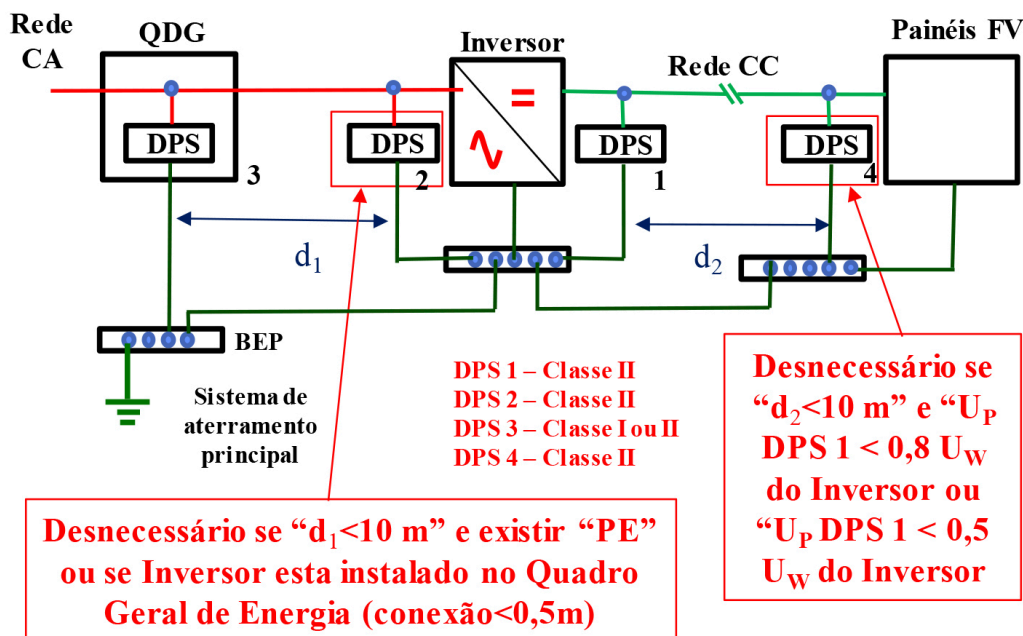 Rede
CA
QDG
Inversor
Rede CC
Painéis FV
=
DPS
3
DPS
2
DPS
1
DPS
4
d₁
d₂
BEP
Sistema de
aterramento
principal
DPS 1 – Classe II
DPS 2 – Classe II
DPS 3 – Classe I ou II
DPS 4 – Classe II
Desnecessário se
“d₂<10 m” e “U_P
DPS 1 < 0,8 U_W
do Inversor ou
“U_P DPS 1 < 0,5
U_W do Inversor
Desnecessário se “d₁<10 m” e existir “PE”
ou se Inversor esta instalado no Quadro
Geral de Energia (conexão<0,5m)